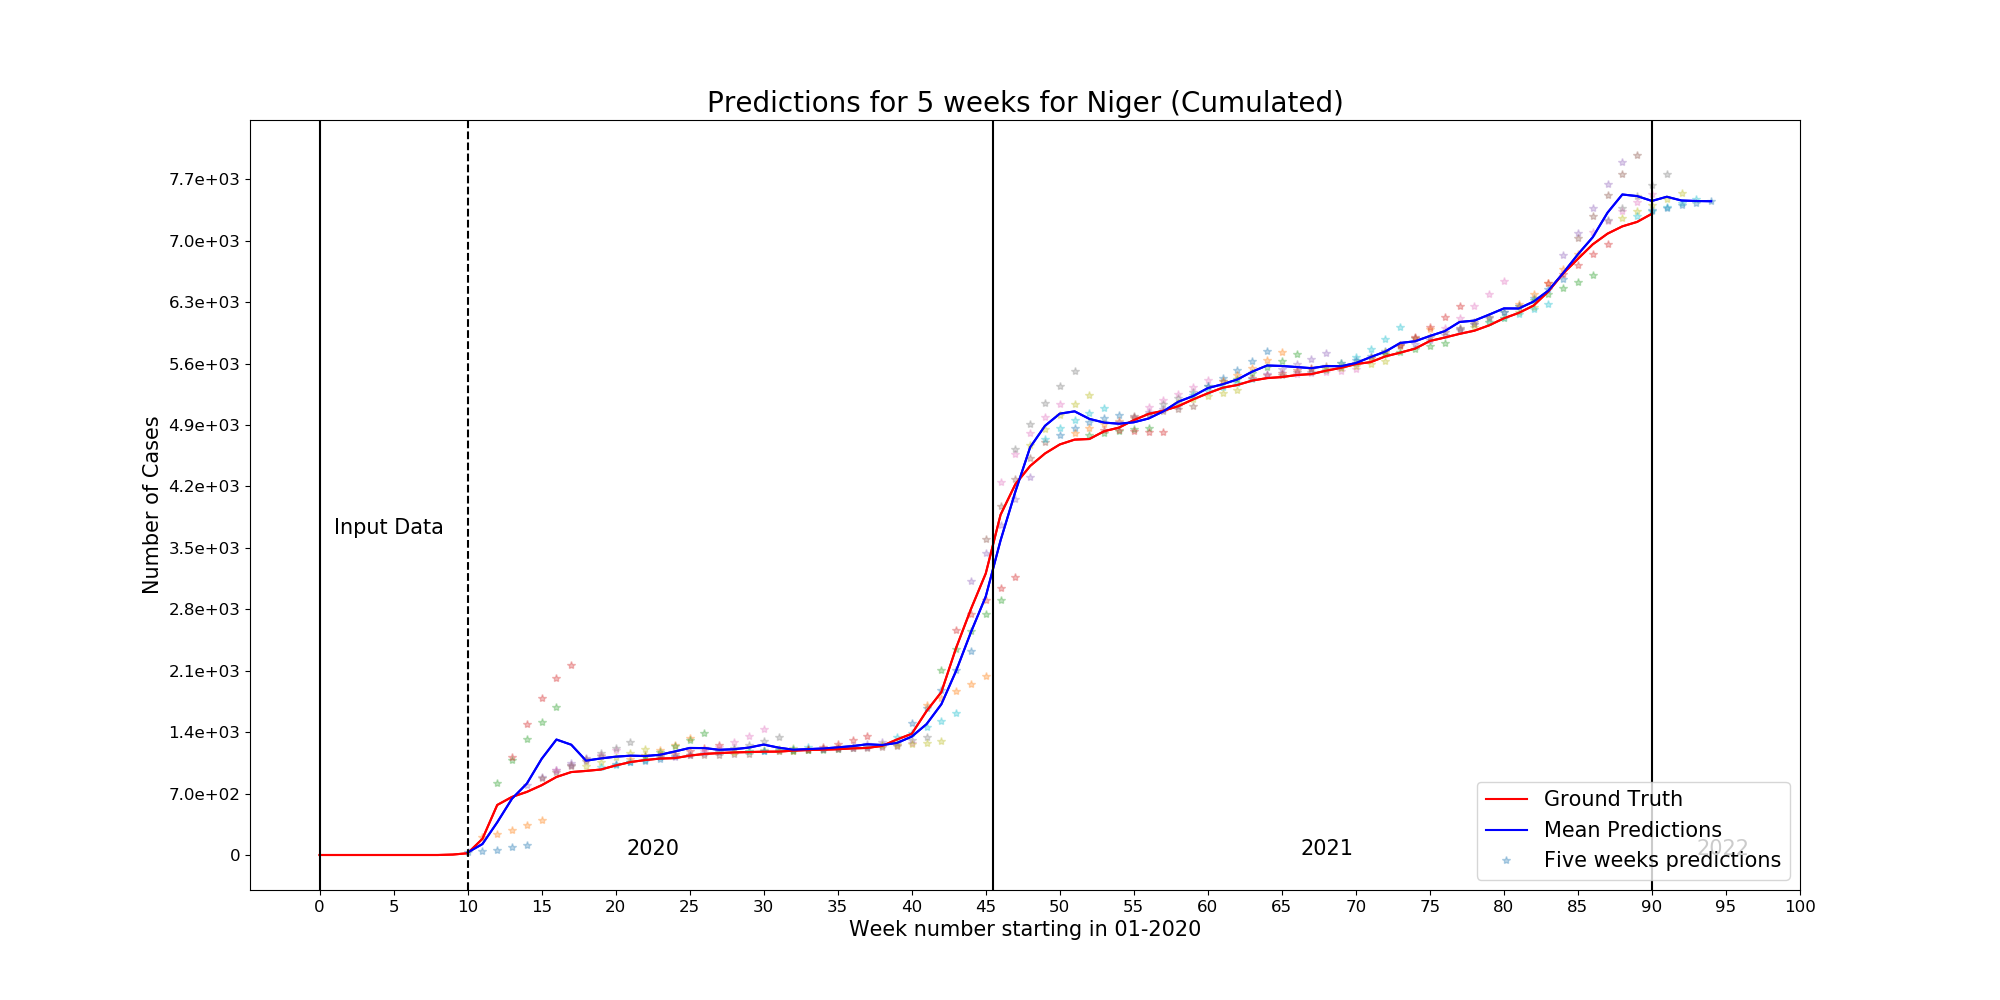 Predictions for 5 weeks for Niger (Cumulated)
7.7e+03
7.0e+03
6.3e+03
5.6e+03
4.9e+03
4.2e+03
3.5e+03
2.8e+03
2.1e+03
1.4e+03
7.0e+02
0
Number of Cases
Input Data
2020
2021
2022
Ground Truth
Mean Predictions
Five weeks predictions
0 5 10 15 20 25 30 35 40 45 50 55 60 65 70 75 80 85 90 95 100
Week number starting in 01-2020